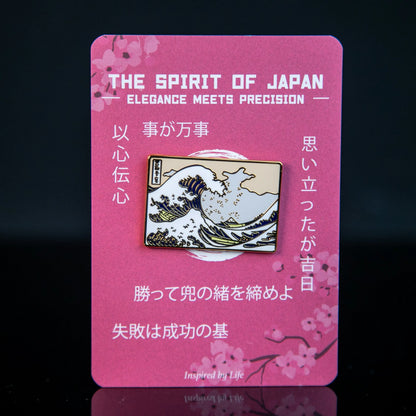 THE SPIRIT OF JAPAN
ELEGANCE MEETS PRECISION
事が万事
以心伝心
思い立ったが吉日
勝って兜の緒を締めよ
失敗は成功の基
Inspired by Life